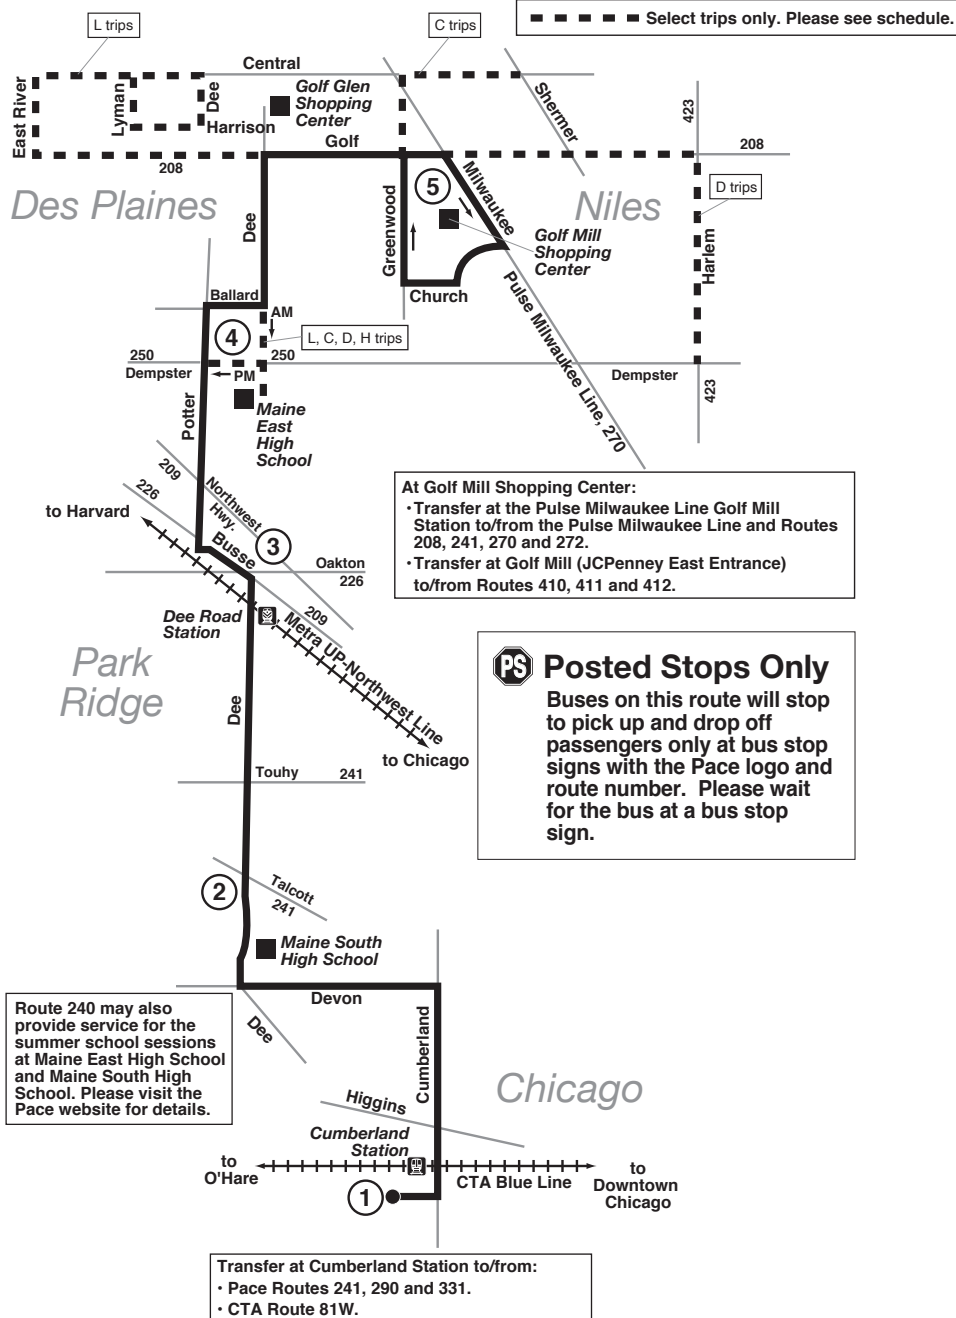 L trips
C trips
Select trips only. Please see schedule.
Central
East River
Lyman
Dee
Harrison
Golf Glen
Shopping
Center
Shermer
423
Golf
208
208
Des Plaines
Niles
D trips
Dee
Greenwood
5
Milwaukee
Golf Mill
Shopping
Center
Harlem
Church
Pulse Milwaukee Line, 270
Ballard
AM
4
L, C, D, H trips
250
Dempster
250
PM
Dempster
423
Potter
Maine
East
High
School
209
226
Northwest
Hwy.
to Harvard
Busse
3
Oakton
226
209
Dee Road
Station
Metra UP-Northwest Line
to Chicago
At Golf Mill Shopping Center:
· Transfer at the Pulse Milwaukee Line Golf Mill
Station to/from the Pulse Milwaukee Line and Routes
208, 241, 270 and 272.
· Transfer at Golf Mill (JCPenney East Entrance)
to/from Routes 410, 411 and 412.
Park
Ridge
Dee
PS Posted Stops Only
Buses on this route will stop
to pick up and drop off
passengers only at bus stop
signs with the Pace logo and
route number. Please wait
for the bus at a bus stop
sign.
Touhy
241
2
Talcott
241
Maine South
High School
Devon
Dee
Cumberland
Route 240 may also
provide service for the
summer school sessions
at Maine East High School
and Maine South High
School. Please visit the
Pace website for details.
Chicago
Higgins
Cumberland
Station
to
O'Hare
CTA Blue Line
to
Downtown
Chicago
1
Transfer at Cumberland Station to/from:
· Pace Routes 241, 290 and 331.
· CTA Route 81W.